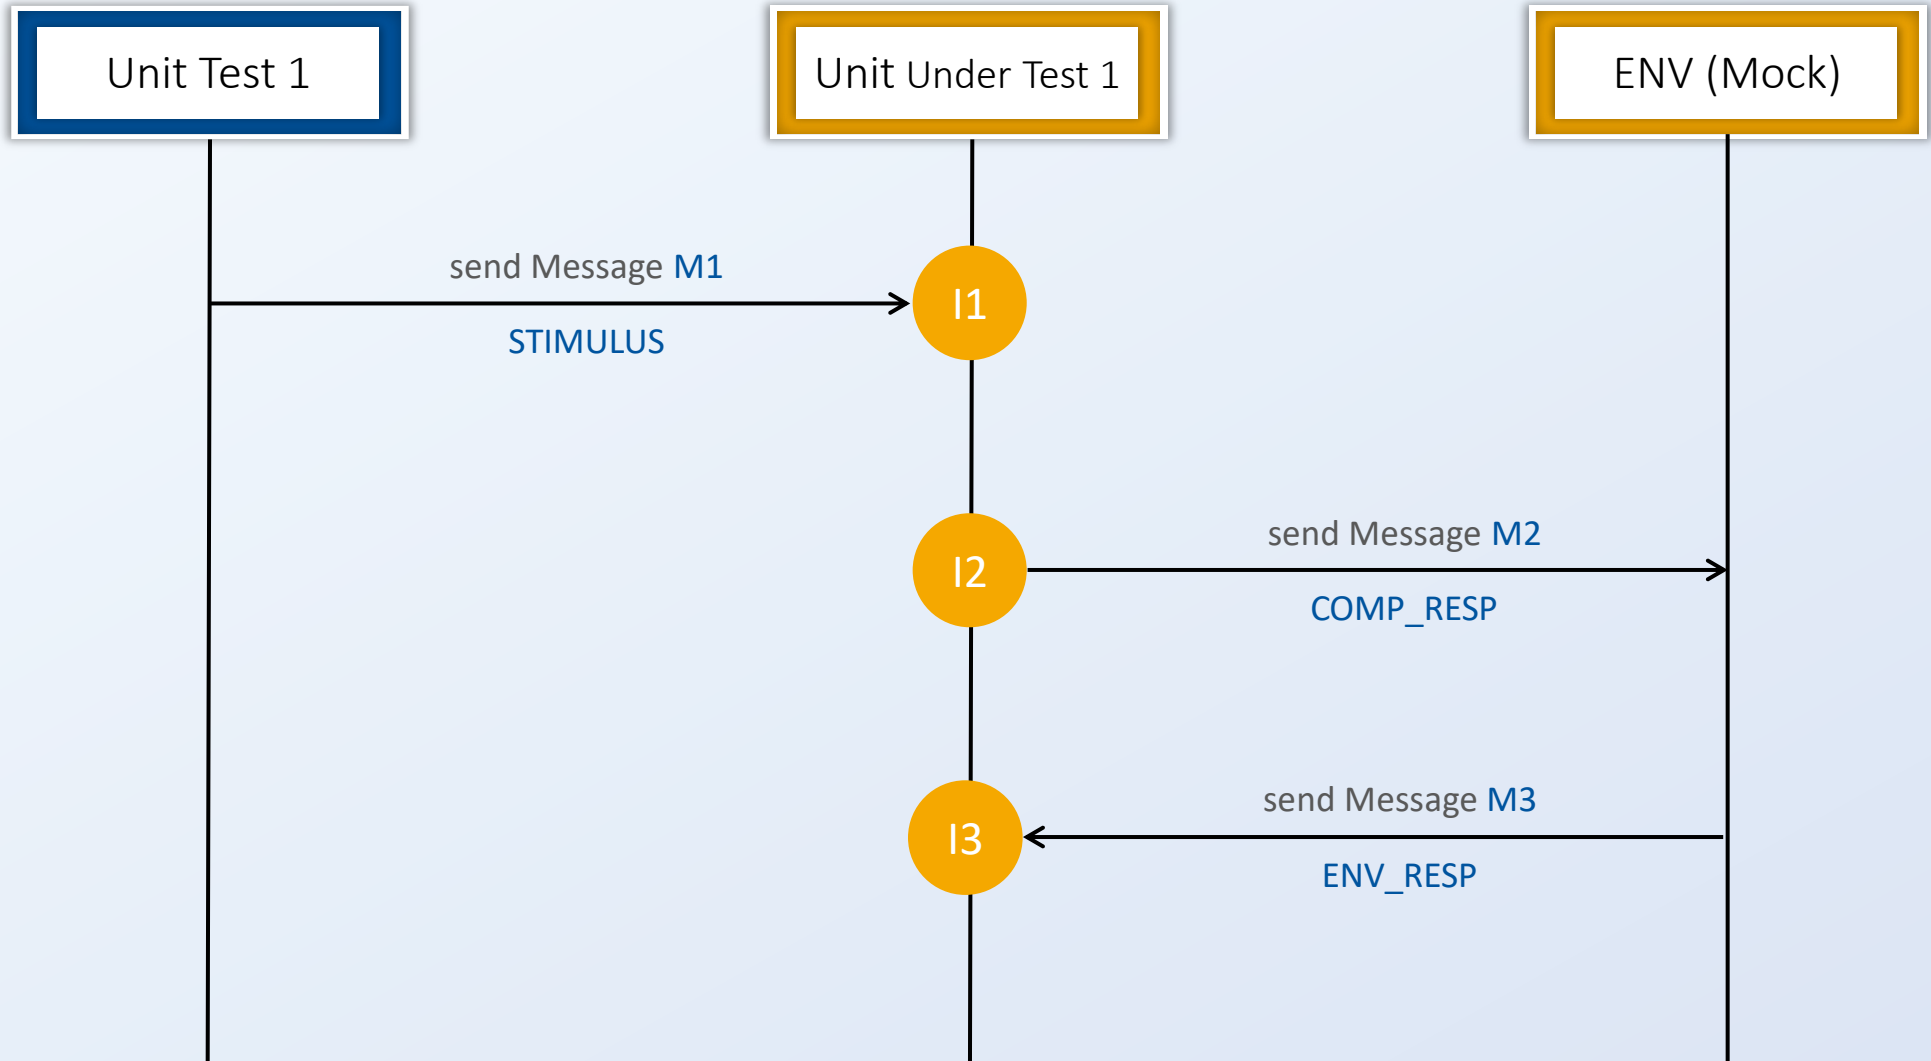 Unit Test 1
Unit Under Test 1
ENV (Mock)
send Message M1
I1
STIMULUS
send Message M2
I2
COMP_RESP
send Message M3
I3
ENV_RESP